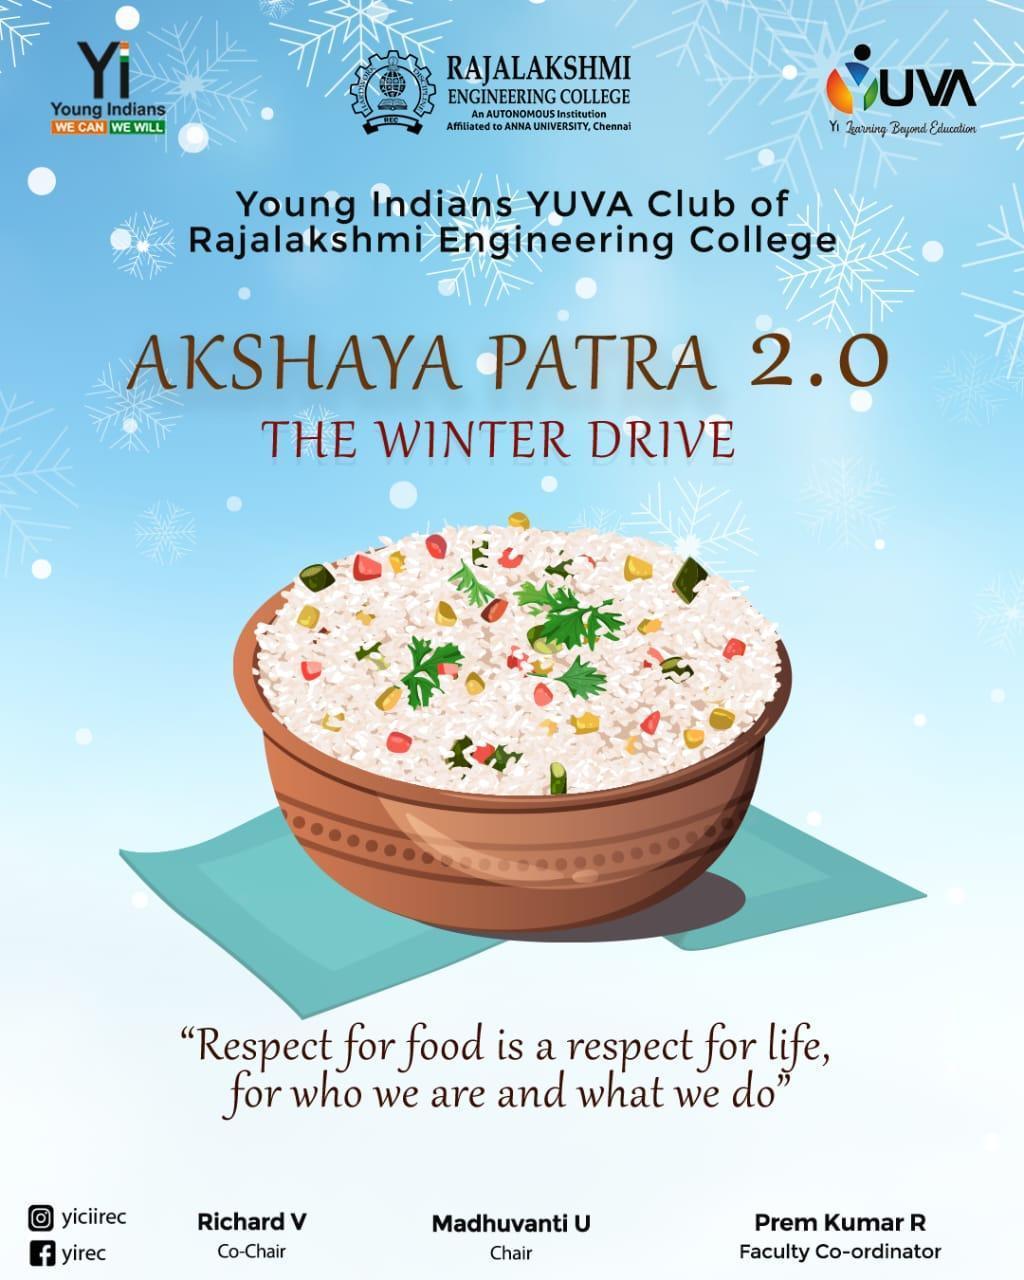 Yi
Young Indians
WE CAN WE WILL
HARDWORK DISCIPLINE
REC
RAJALAKSHMI
ENGINEERING COLLEGE
An AUTONOMOUS Institution
Affiliated to ANNA UNIVERSITY, Chennai
YUVA
Yi Learning Beyond Education
Young Indians YUVA Club of
Rajalakshmi Engineering College
AKSHAYA PATRA 2.0
THE WINTER DRIVE
“Respect for food is a respect for life,
for who we are and what we do”
yiciirec
yirec
Richard V
Co-Chair
Madhuvanti U
Chair
Prem Kumar R
Faculty Co-ordinator